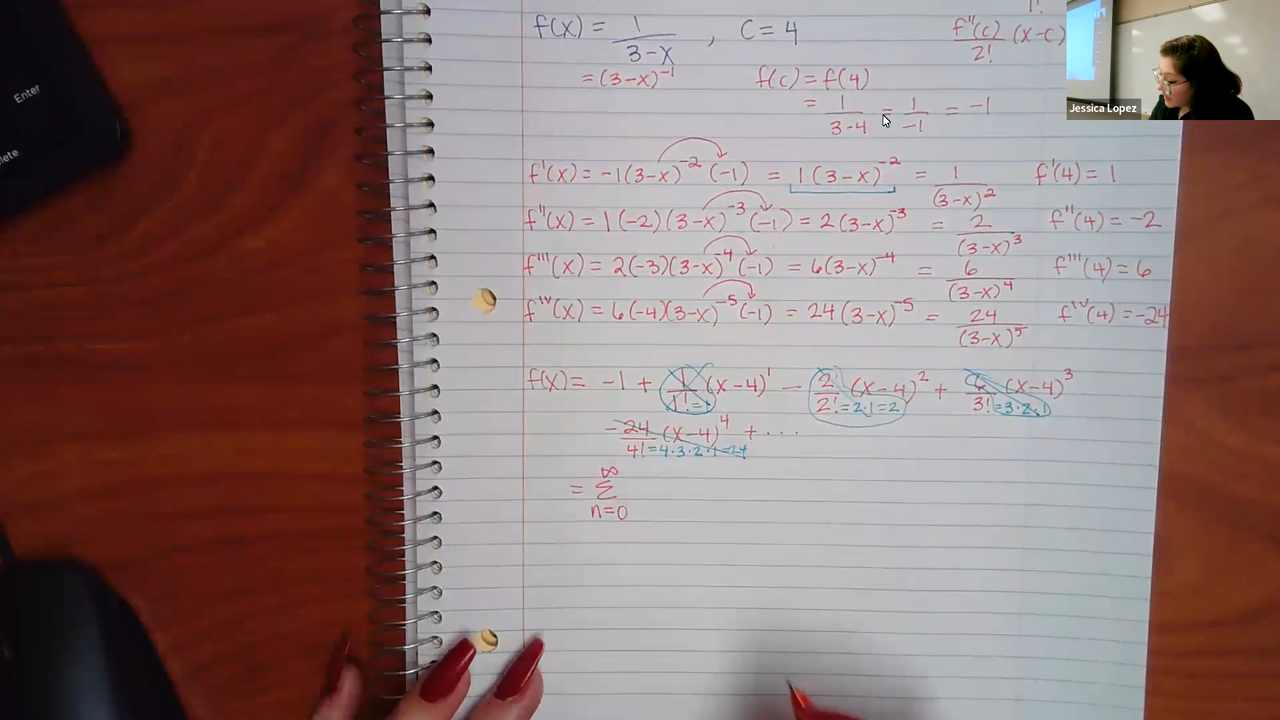 Enter
lete
1!
f(x) = 1/(3-x) , C = 4
f''(c)/2! (x-c)
Jessica Lopez
= (3-x)^-1
f(c) = f(4)
= 1/(3-4) = 1/-1 = -1
f'(x) = -1(3-x)^-2 (-1) = 1(3-x)^-2 = 1/(3-x)^2 f'(4) = 1
f''(x) = 1(-2)(3-x)^-3 (-1) = 2(3-x)^-3 = 2/(3-x)^3 f''(4) = -2
f'''(x) = 2(-3)(3-x)^-4 (-1) = 6(3-x)^-4 = 6/(3-x)^4 f'''(4) = 6
f^IV(x) = 6(-4)(3-x)^-5 (-1) = 24(3-x)^-5 = 24/(3-x)^5 f^IV(4) = -24
f(x) = -1 + 1/1!=1 (x-4)^1 - 2/2!=2·1=2 (x-4)^2 + 6/3!=3·2·1 (x-4)^3
-24/4!=4·3·2·1=24 (x-4)^4 + ...
= ∞ Σ n=0